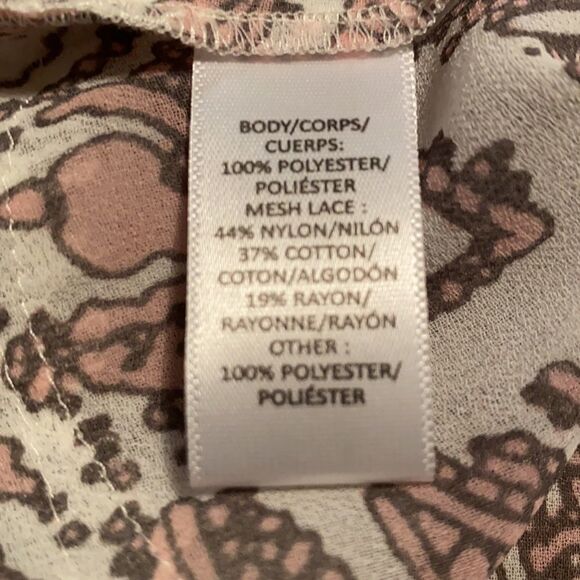 BODY/CORPS/
CUERPS:
100% POLYESTER/
POLIÉSTER
MESH LACE :
44% NYLON/NILÓN
37% COTTON/
COTON/ALGODÓN
19% RAYON/
RAYONNE/RAYÓN
OTHER :
100% POLYESTER/
POLIÉSTER